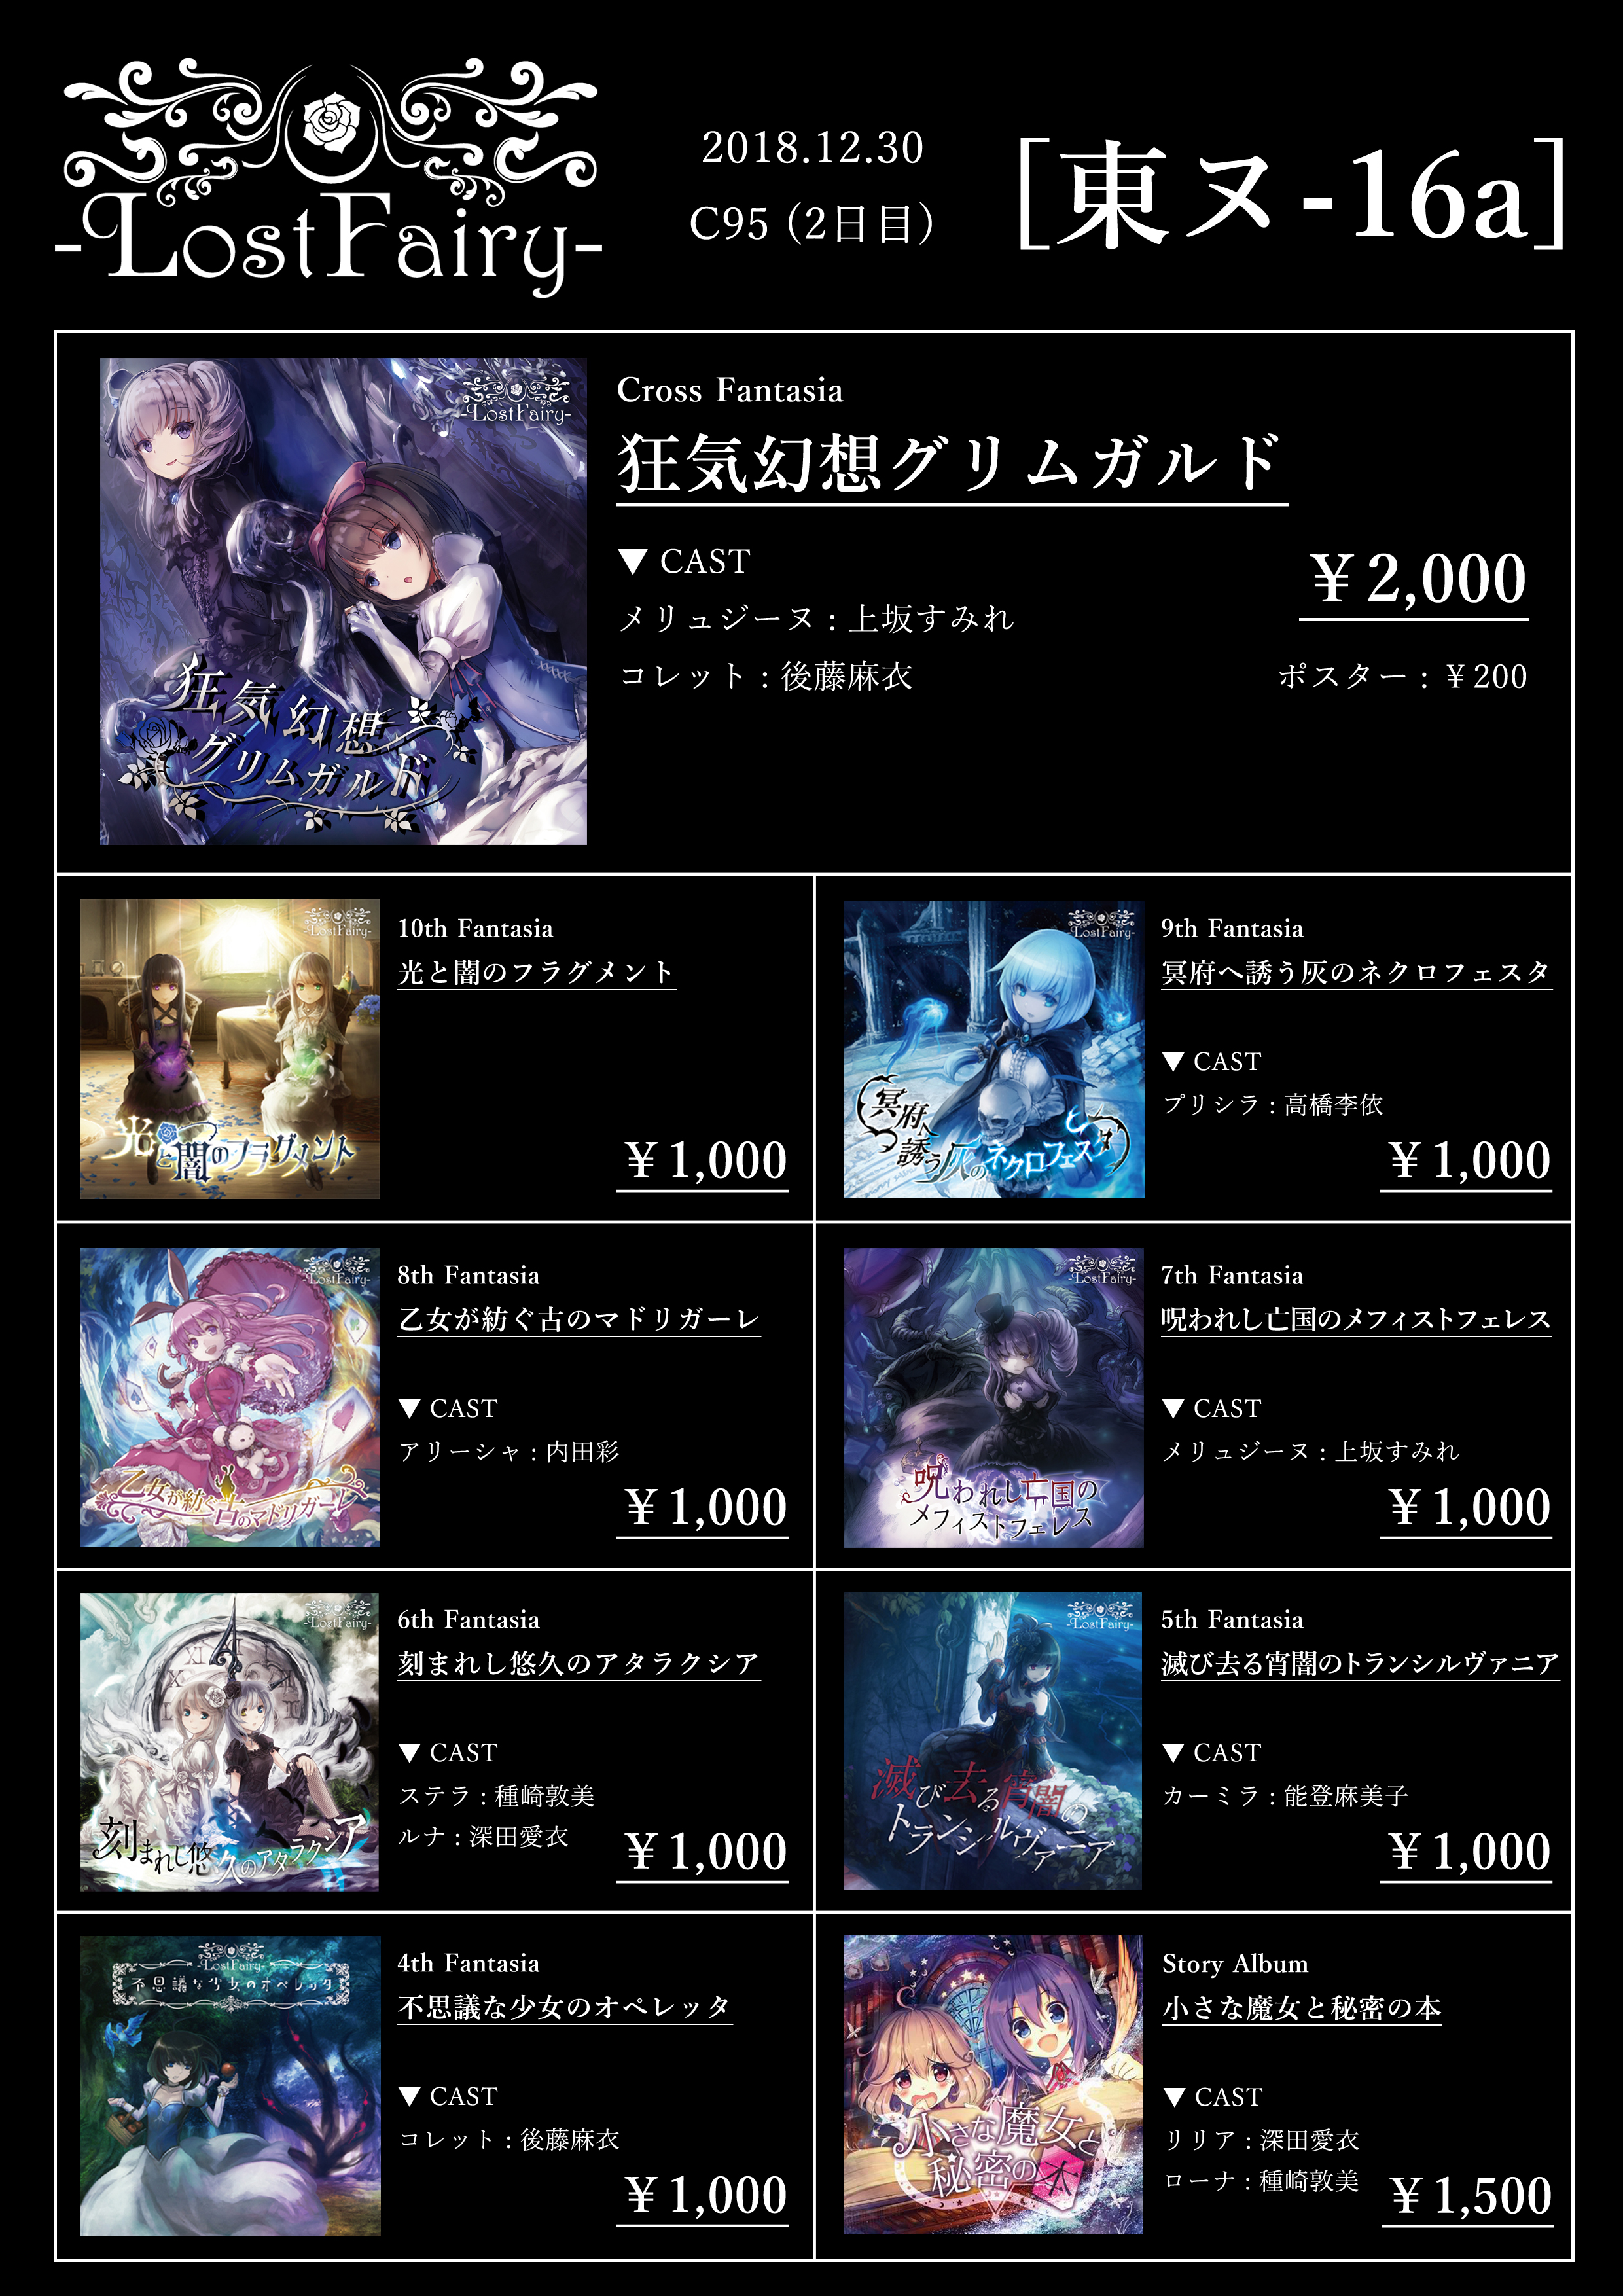 -LostFairy-
2018.12.30
C95 (2日目)
[東ヌ-16a]
-LostFairy-
狂気幻想
グリムガルド
Cross Fantasia
狂気幻想グリムガルド
▼ CAST
メリュジーヌ : 上坂すみれ
コレット : 後藤麻衣
¥2,000
ポスター : ¥200
-LostFairy-
光と闇のフラグメント
10th Fantasia
光と闇のフラグメント
¥1,000
-LostFairy-
冥府へ
誘う灰のネクロフェスタ
9th Fantasia
冥府へ誘う灰のネクロフェスタ
▼ CAST
プリシラ : 高橋李依
¥1,000
-LostFairy-
乙女が紡ぐ古のマドリガーレ
8th Fantasia
乙女が紡ぐ古のマドリガーレ
▼ CAST
アリーシャ : 内田彩
¥1,000
-LostFairy-
呪われし亡国の
メフィストフェレス
7th Fantasia
呪われし亡国のメフィストフェレス
▼ CAST
メリュジーヌ : 上坂すみれ
¥1,000
-LostFairy-
刻まれし悠久のアタラクシア
6th Fantasia
刻まれし悠久のアタラクシア
▼ CAST
ステラ : 種崎敦美
ルナ : 深田愛衣
¥1,000
-LostFairy-
滅び去る宵闇の
トランシルヴァーニア
5th Fantasia
滅び去る宵闇のトランシルヴァニア
▼ CAST
カーミラ : 能登麻美子
¥1,000
-LostFairy-
不思議な少女のオペレッタ
4th Fantasia
不思議な少女のオペレッタ
▼ CAST
コレット : 後藤麻衣
¥1,000
小さな魔女と
秘密の本
Story Album
小さな魔女と秘密の本
▼ CAST
リリア : 深田愛衣
ローナ : 種崎敦美
¥1,500